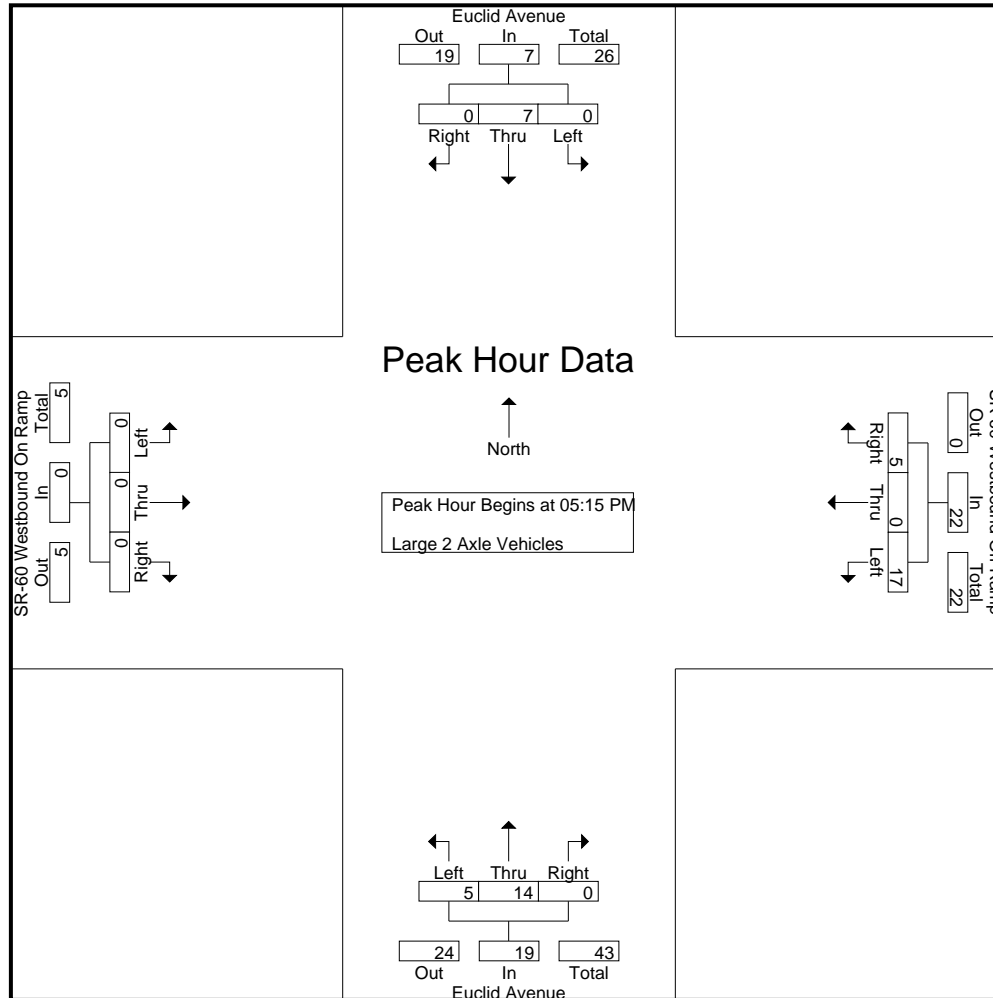 Euclid Avenue
Out In Total
19 7 26
0 7 0
Right Thru Left
Peak Hour Data
North
Peak Hour Begins at 05:15 PM
Large 2 Axle Vehicles
SR-60 Westbound On Ramp
Total In Out
5 0 5
0 0 0
Left Thru Right
Right Thru Left
5 0 17
0 22 22
Out In Total
Westbound Ramp
Left Thru Right
5 14 0
24 19 43
Out In Total
Euclid Avenue